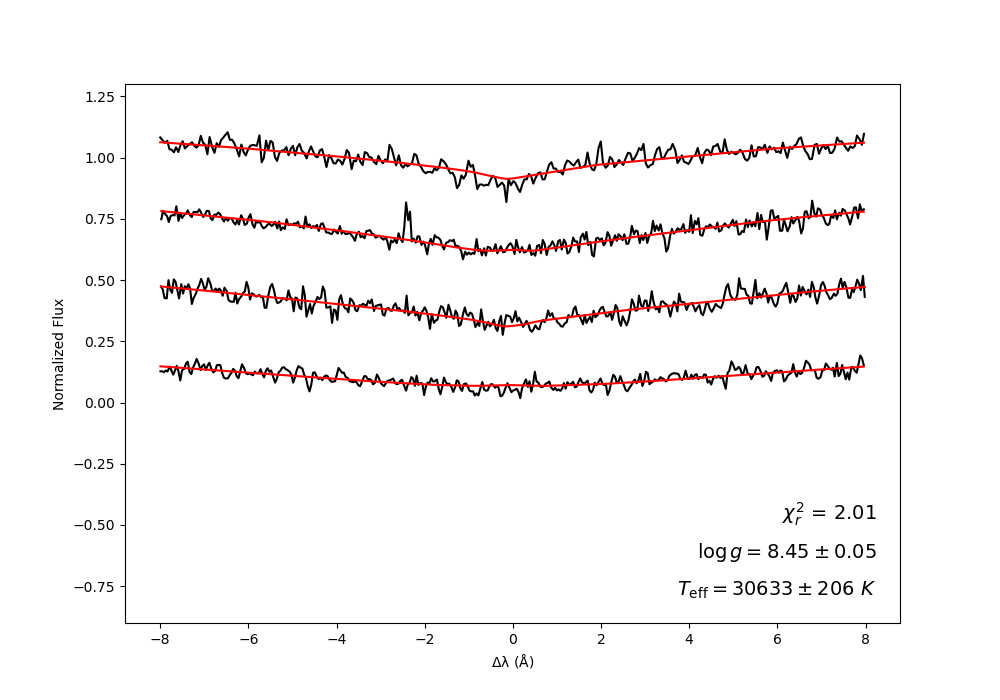 1.25
1.00
0.75
0.50
0.25
0.00
−0.25
−0.50
−0.75
Normalized Flux
χ²ᵣ = 2.01
log g = 8.45 ± 0.05
T_eff = 30633 ± 206 K
−8 −6 −4 −2 0 2 4 6 8
Δλ (Å)